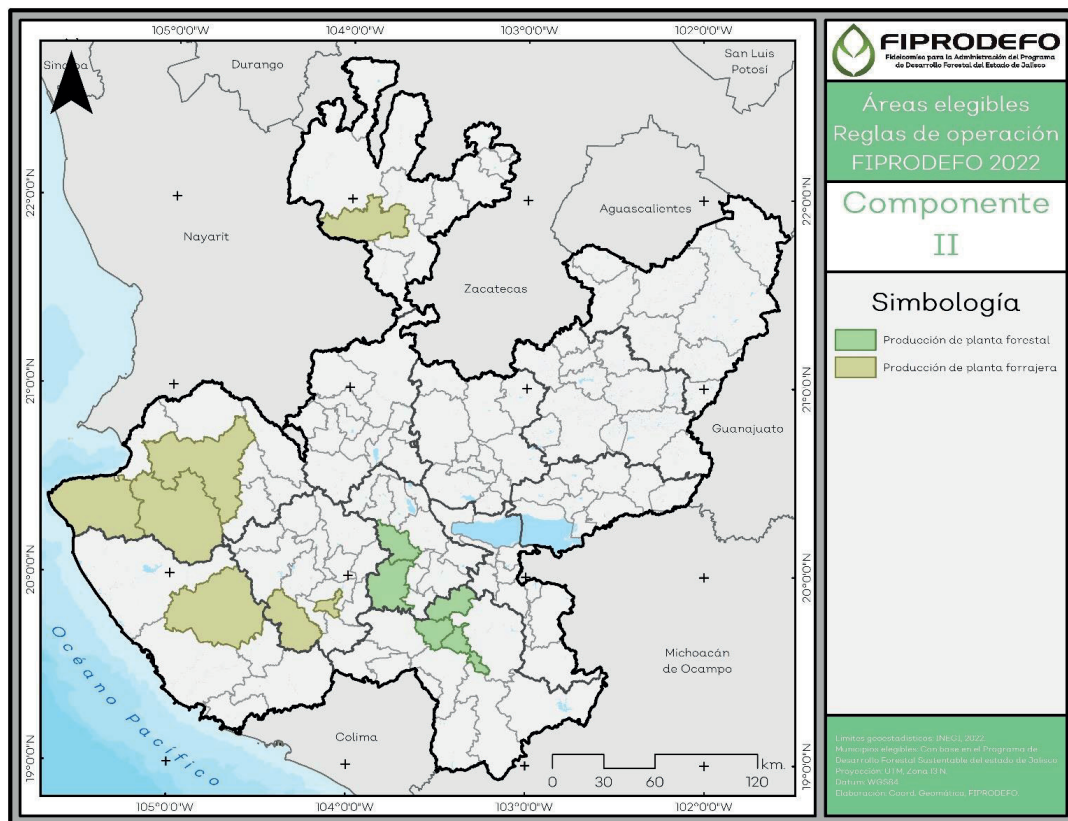 105°0'0"W
104°0'0"W
103°0'0"W
102°0'0"W
Sinaloa
Durango
San Luis
Potosí
22°0'0"N
22°0'0"N
Nayarit
Aguascalientes
Zacatecas
21°0'0"N
21°0'0"N
Guanajuato
20°0'0"N
20°0'0"N
Michoacán
de Ocampo
Océano Pacífico
Colima
19°0'0"N
19°0'0"N
km.
0 30 60 120
105°0'0"W
104°0'0"W
103°0'0"W
102°0'0"W
FIPRODEFO
Fideicomiso para la Administración del Programa
de Desarrollo Forestal del Estado de Jalisco
Áreas elegibles
Reglas de operación
FIPRODEFO 2022
Componente
II
Simbología
Producción de planta forestal
Producción de planta forrajera
Límites geoestadísticos: INEGI, 2022
Municipios elegibles: Con base en el Programa de
Desarrollo Forestal Sustentable del estado de Jalisco
Proyección: UTM, Zona 13 N.
Datum: WGS84
Elaboración: Coord. Geomática, FIPRODEFO.